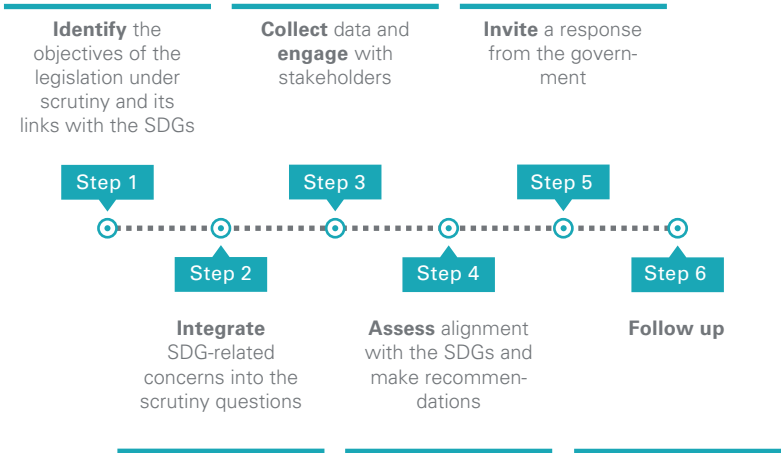 Identify the
objectives of the
legislation under
scrutiny and its
links with the SDGs
Collect data and
engage with
stakeholders
Invite a response
from the govern-
ment
Step 1
Step 3
Step 5
Step 2
Step 4
Step 6
Integrate
SDG-related
concerns into the
scrutiny questions
Assess alignment
with the SDGs and
make recommen-
dations
Follow up